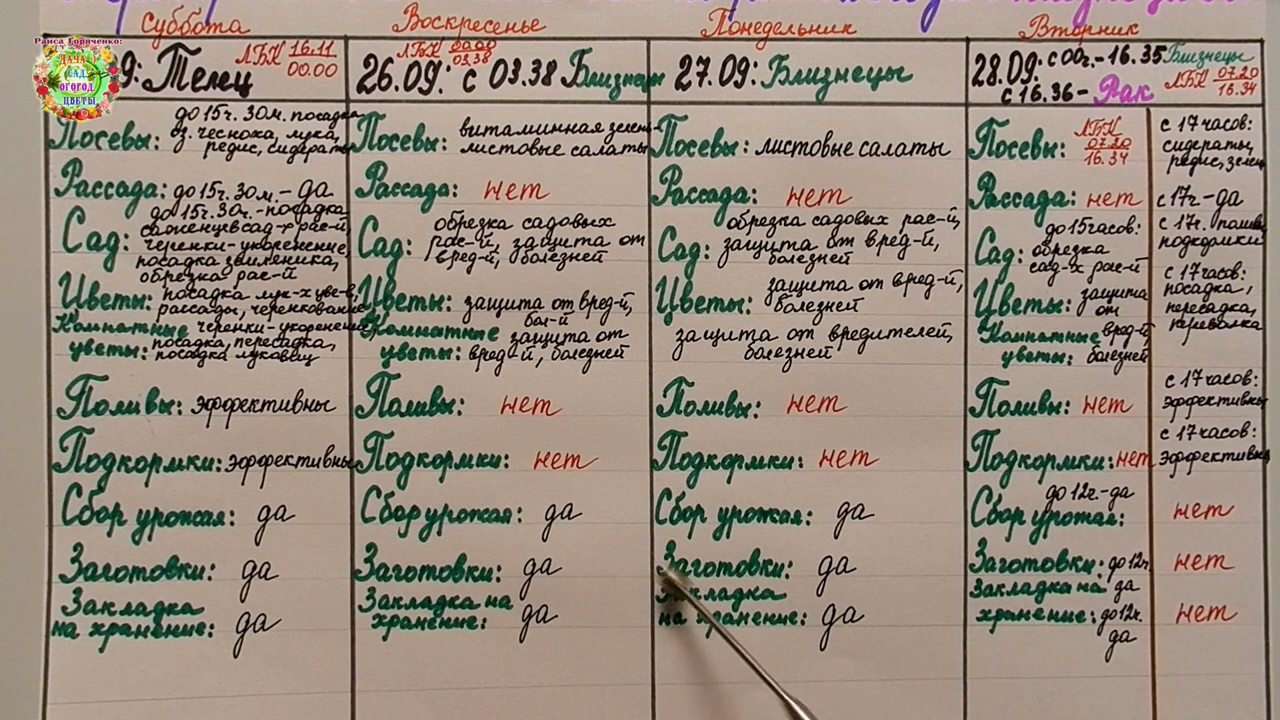 Суббота
Воскресенье
Понедельник
Вторник
Раиса Горяченко:
ДАЧА
САД
ОГОРОД
ЦВЕТЫ
9: Телец
ЛБК 16.11
00.00
Посевы: до 15ч. 30м. посадка
оз. чеснока, лука,
редис, сидераты
Рассада: до 15ч. 30м. - да
Сад: до 15ч. 30ч. - посадка
саженцев сад-х рас-й,
черенки-укоренение,
посадка земляника,
обрезка рас-й
Цветы: посадка лук-х цве-в,
рассады, черенкование
Комнатные цветы: черенки-укоренение,
посадка, пересадка,
посадка луковиц
Поливы: эффективны
Подкормки: эффективны
Сбор урожая: да
Заготовки: да
Закладка
на хранение: да
ЛБК 00.00
03.38
26.09: с 03.38 Близнецы
Посевы: витаминная зелень
листовые салаты
Рассада: нет
Сад: обрезка садовых
рас-й, защита от
вред-й, болезней
Цветы: защита от вред-й,
бол-й
Комнатные защита от
цветы: вред-й, болезней
Поливы: нет
Подкормки: нет
Сбор урожая: да
Заготовки: да
Закладка на
хранение: да
27.09: Близнецы
Посевы: листовые салаты
Рассада: нет
Сад: обрезка садовых рас-й,
защита от вред-й,
болезней
Цветы: защита от вред-й,
болезней
защита от вредителей,
болезней
Поливы: нет
Подкормки: нет
Сбор урожая: да
Заготовки: да
Закладка
на хранение: да
28.09: с 00ч. - 16.35 Близнецы
с 16.36 - Рак
ЛБК 07.20
16.34
Посевы: ЛБК
07.20
16.34
Рассада: нет
Сад: до 15часов:
обрезка
сад-х рас-й
Цветы: защита
от
Комнатные вред-й,
цветы: болезней
Поливы: нет
Подкормки: нет
Сбор урожая: до 12ч. - да
Заготовки: до 12ч.
да
Закладка на
хранение: до 12ч.
да
с 17 часов:
сидераты,
редис, зелень
с 17ч - да
с 17ч. полив,
подкормки
с 17 часов:
посадка,
пересадка,
перевалка
с 17 часов:
эффективны
с 17 часов:
эффективны
нет
нет
нет